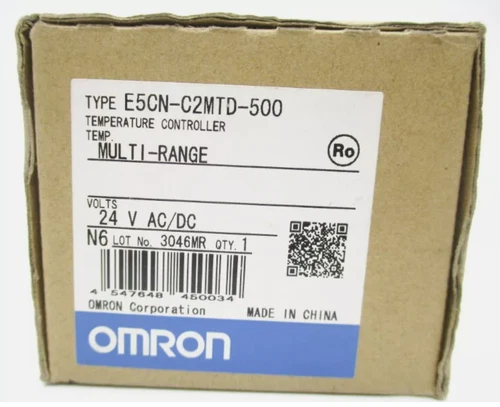 TYPE E5CN-C2MTD-500
TEMPERATURE CONTROLLER
TEMP.
MULTI-RANGE
Ro
VOLTS
24 V AC/DC
N6 LOT No. 3046MR QTY. 1
4 547648 450034
OMRON Corporation MADE IN CHINA
OMRON